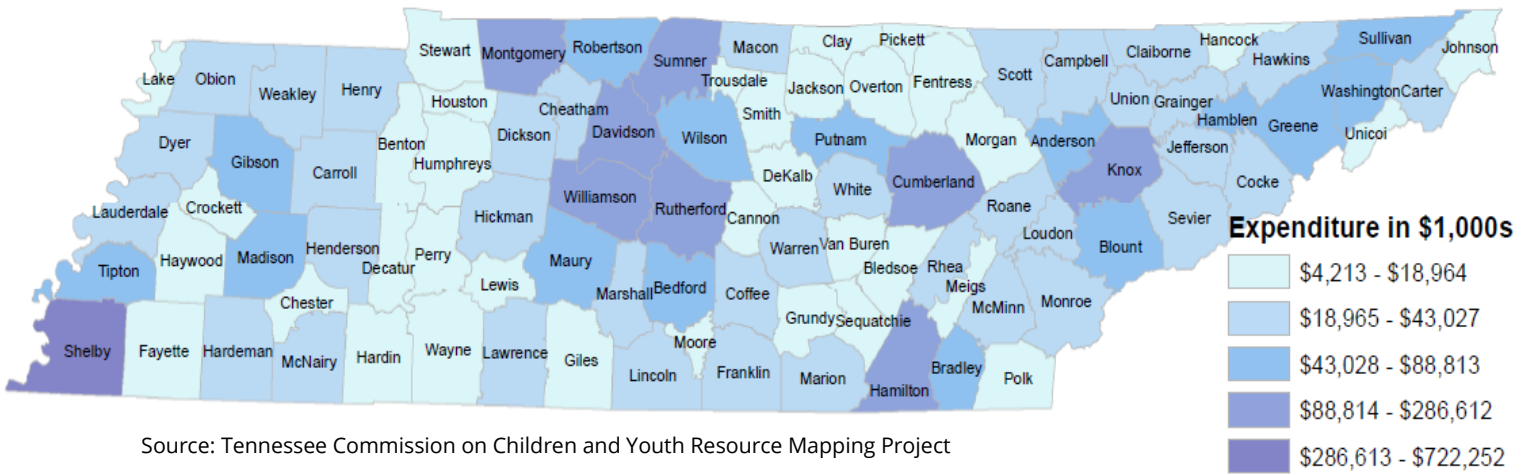 Stewart
Montgomery
Robertson
Sumner
Macon
Clay
Pickett
Hancock
Sullivan
Johnson
Lake
Obion
Weakley
Henry
Houston
Cheatham
Trousdale
Jackson
Overton
Fentress
Scott
Campbell
Claiborne
Hawkins
Union
Grainger
Washington
Carter
Dyer
Gibson
Carroll
Benton
Humphreys
Dickson
Davidson
Wilson
Smith
Putnam
Morgan
Anderson
Knox
Hamblen
Greene
Unicoi
Jefferson
Cocke
Lauderdale
Crockett
Hickman
Williamson
Rutherford
Cannon
DeKalb
White
Cumberland
Roane
Loudon
Blount
Sevier
Tipton
Haywood
Madison
Henderson
Decatur
Perry
Lewis
Maury
Marshall
Bedford
Coffee
Warren
Van Buren
Bledsoe
Rhea
Meigs
McMinn
Monroe
Chester
Shelby
Fayette
Hardeman
McNairy
Hardin
Wayne
Lawrence
Giles
Moore
Lincoln
Franklin
Grundy
Sequatchie
Marion
Hamilton
Bradley
Polk
Expenditure in $1,000s
$4,213 - $18,964
$18,965 - $43,027
$43,028 - $88,813
$88,814 - $286,612
$286,613 - $722,252
Source: Tennessee Commission on Children and Youth Resource Mapping Project